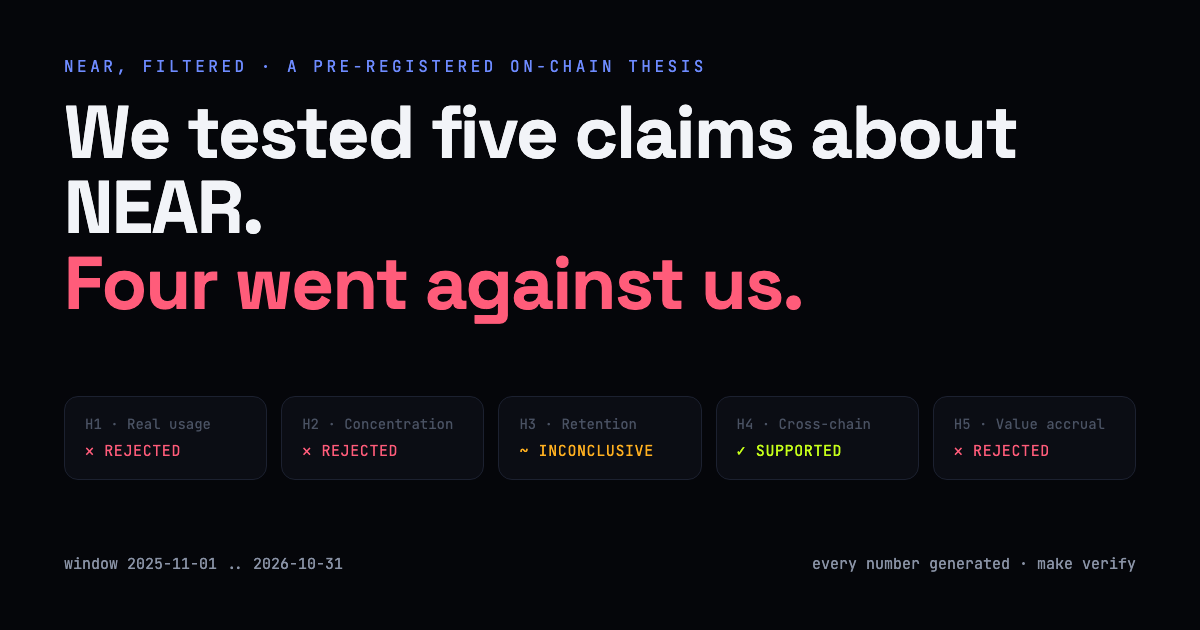 NEAR, FILTERED · A PRE-REGISTERED ON-CHAIN THESIS
We tested five claims about
NEAR.
Four went against us.
H1 · Real usage
× REJECTED
H2 · Concentration
× REJECTED
H3 · Retention
~ INCONCLUSIVE
H4 · Cross-chain
✓ SUPPORTED
H5 · Value accrual
× REJECTED
window 2025-11-01 .. 2026-10-31
every number generated · make verify